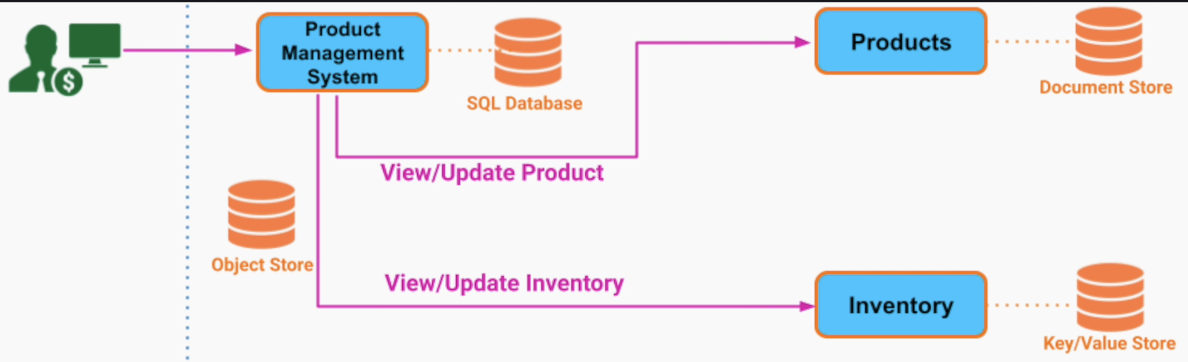 Product
Management
System
SQL Database
Products
Document Store
View/Update Product
Object Store
View/Update Inventory
Inventory
Key/Value Store
$